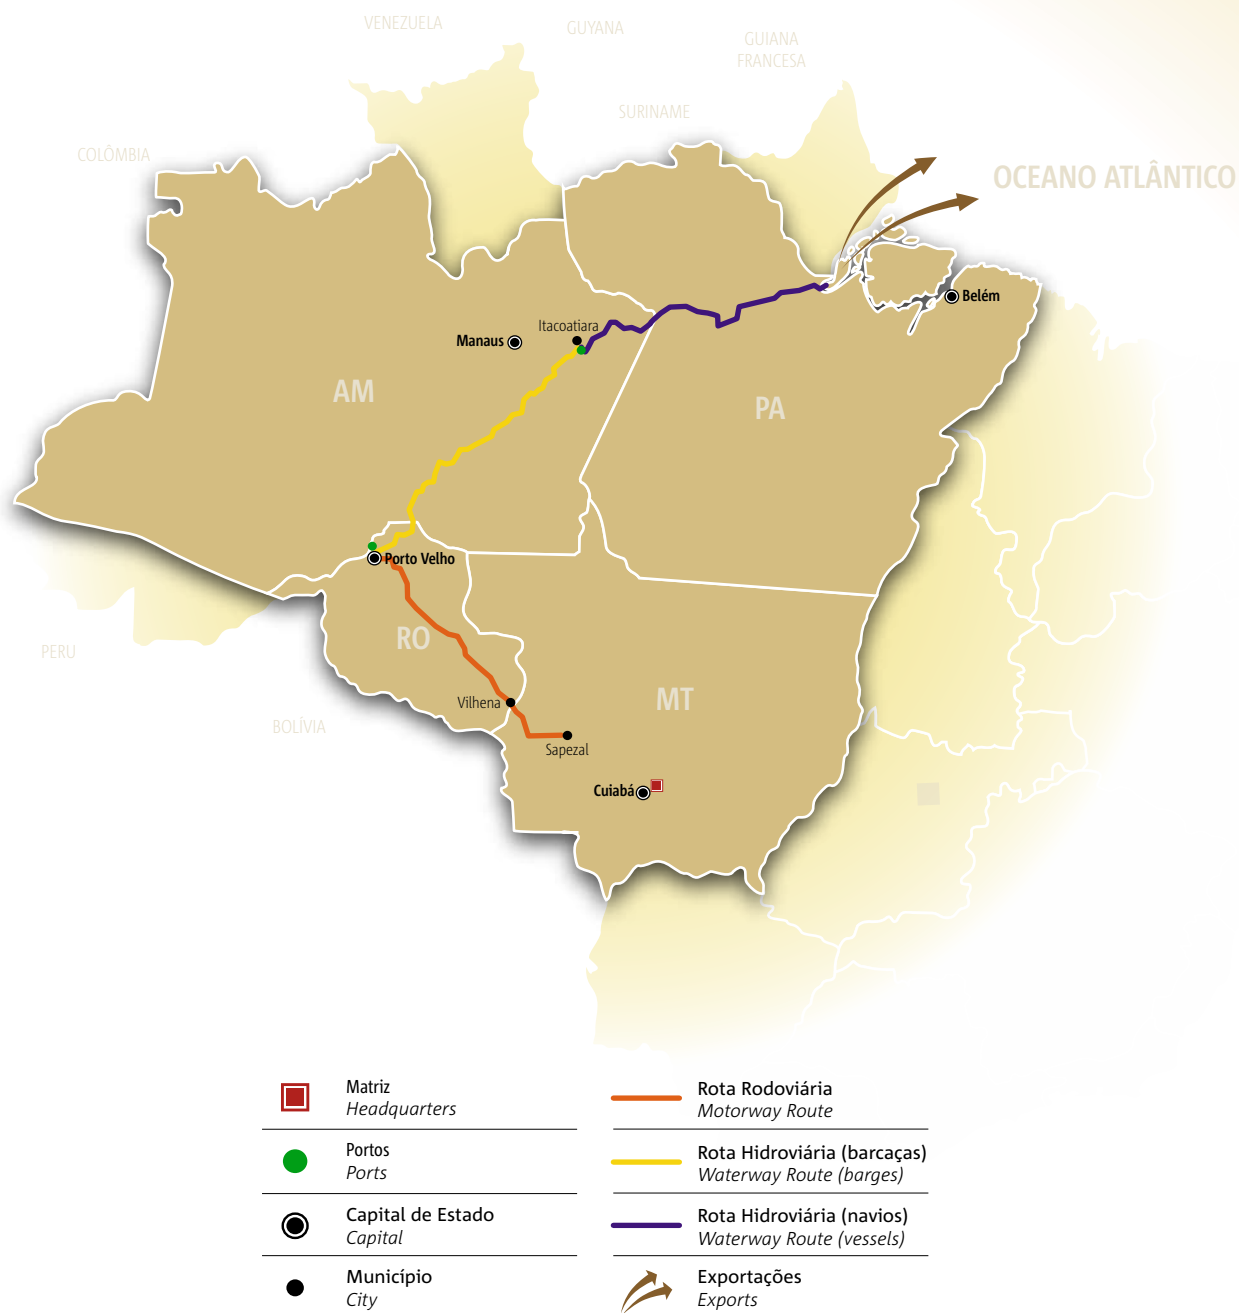 VENEZUELA
GUYANA
GUIANA
FRANCESA
SURINAME
COLÔMBIA
OCEANO ATLÂNTICO
Belém
Itacoatiara
Manaus
AM
PA
Porto Velho
RO
PERU
MT
Vilhena
BOLÍVIA
Sapezal
Cuiabá
Matriz
Headquarters
Portos
Ports
Capital de Estado
Capital
Município
City
Rota Rodoviária
Motorway Route
Rota Hidroviária (barcaças)
Waterway Route (barges)
Rota Hidroviária (navios)
Waterway Route (vessels)
Exportações
Exports